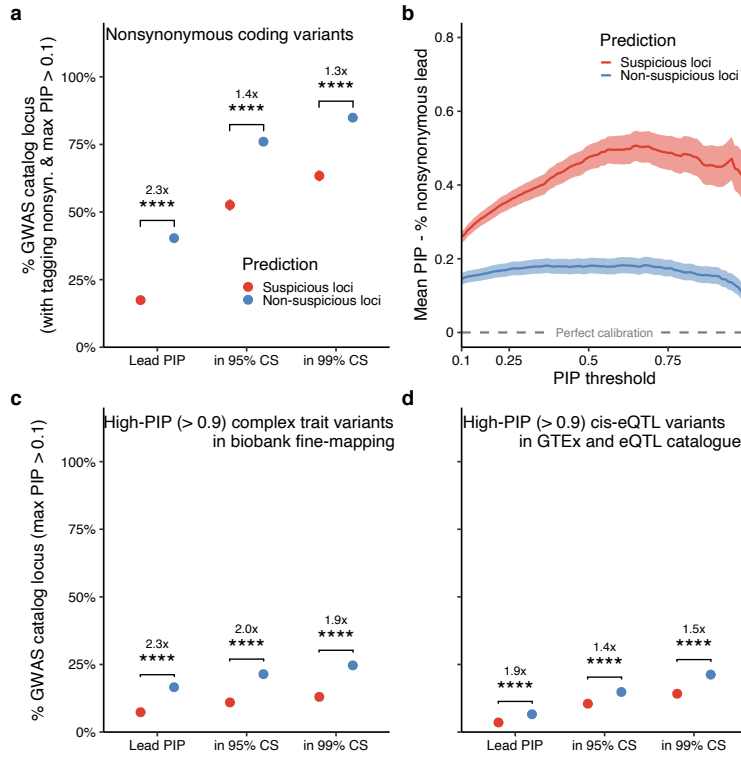 a
Nonsynonymous coding variants
% GWAS catalog locus
(with tagging nonsyn. & max PIP > 0.1)
100%
75%
50%
25%
0%
2.3x
****
1.4x
****
1.3x
****
Prediction
Suspicious loci
Non-suspicious loci
Lead PIP
in 95% CS
in 99% CS
b
Mean PIP - % nonsynonymous lead
0.8
0.6
0.4
0.2
0
Prediction
Suspicious loci
Non-suspicious loci
Perfect calibration
0.1
0.25
0.5
0.75
PIP threshold
c
High-PIP (> 0.9) complex trait variants
in biobank fine-mapping
% GWAS catalog locus (max PIP > 0.1)
100%
75%
50%
25%
0%
2.3x
****
2.0x
****
1.9x
****
Lead PIP
in 95% CS
in 99% CS
d
High-PIP (> 0.9) cis-eQTL variants
in GTEx and eQTL catalogue
1.9x
****
1.4x
****
1.5x
****
Lead PIP
in 95% CS
in 99% CS